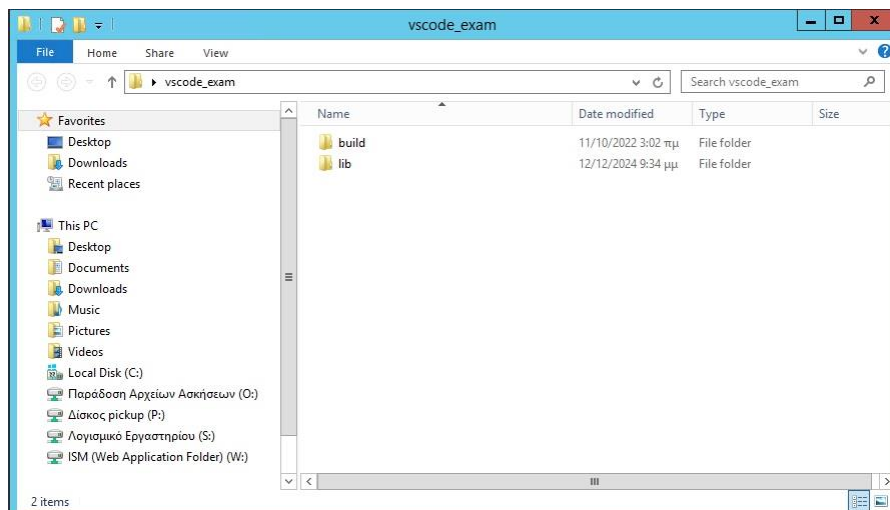 vscode_exam
File Home Share View
vscode_exam Search vscode_exam
Name Date modified Type Size
build 11/10/2022 3:02 πμ File folder
lib 12/12/2024 9:34 μμ File folder
Favorites
Desktop
Downloads
Recent places
This PC
Desktop
Documents
Downloads
Music
Pictures
Videos
Local Disk (C:)
Παράδοση Αρχείων Ασκήσεων (O:)
Δίσκος pickup (P:)
Λογισμικό Εργαστηρίου (S:)
ISM (Web Application Folder) (W:)
2 items